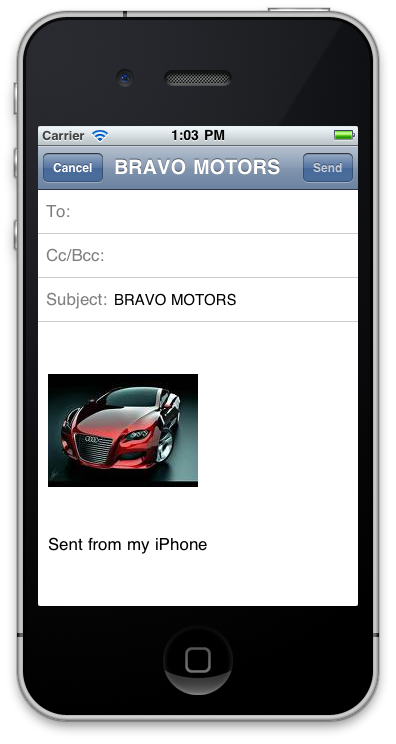 Carrier 1:03 PM
Cancel BRAVO MOTORS Send
To:
Cc/Bcc:
Subject: BRAVO MOTORS
Sent from my iPhone